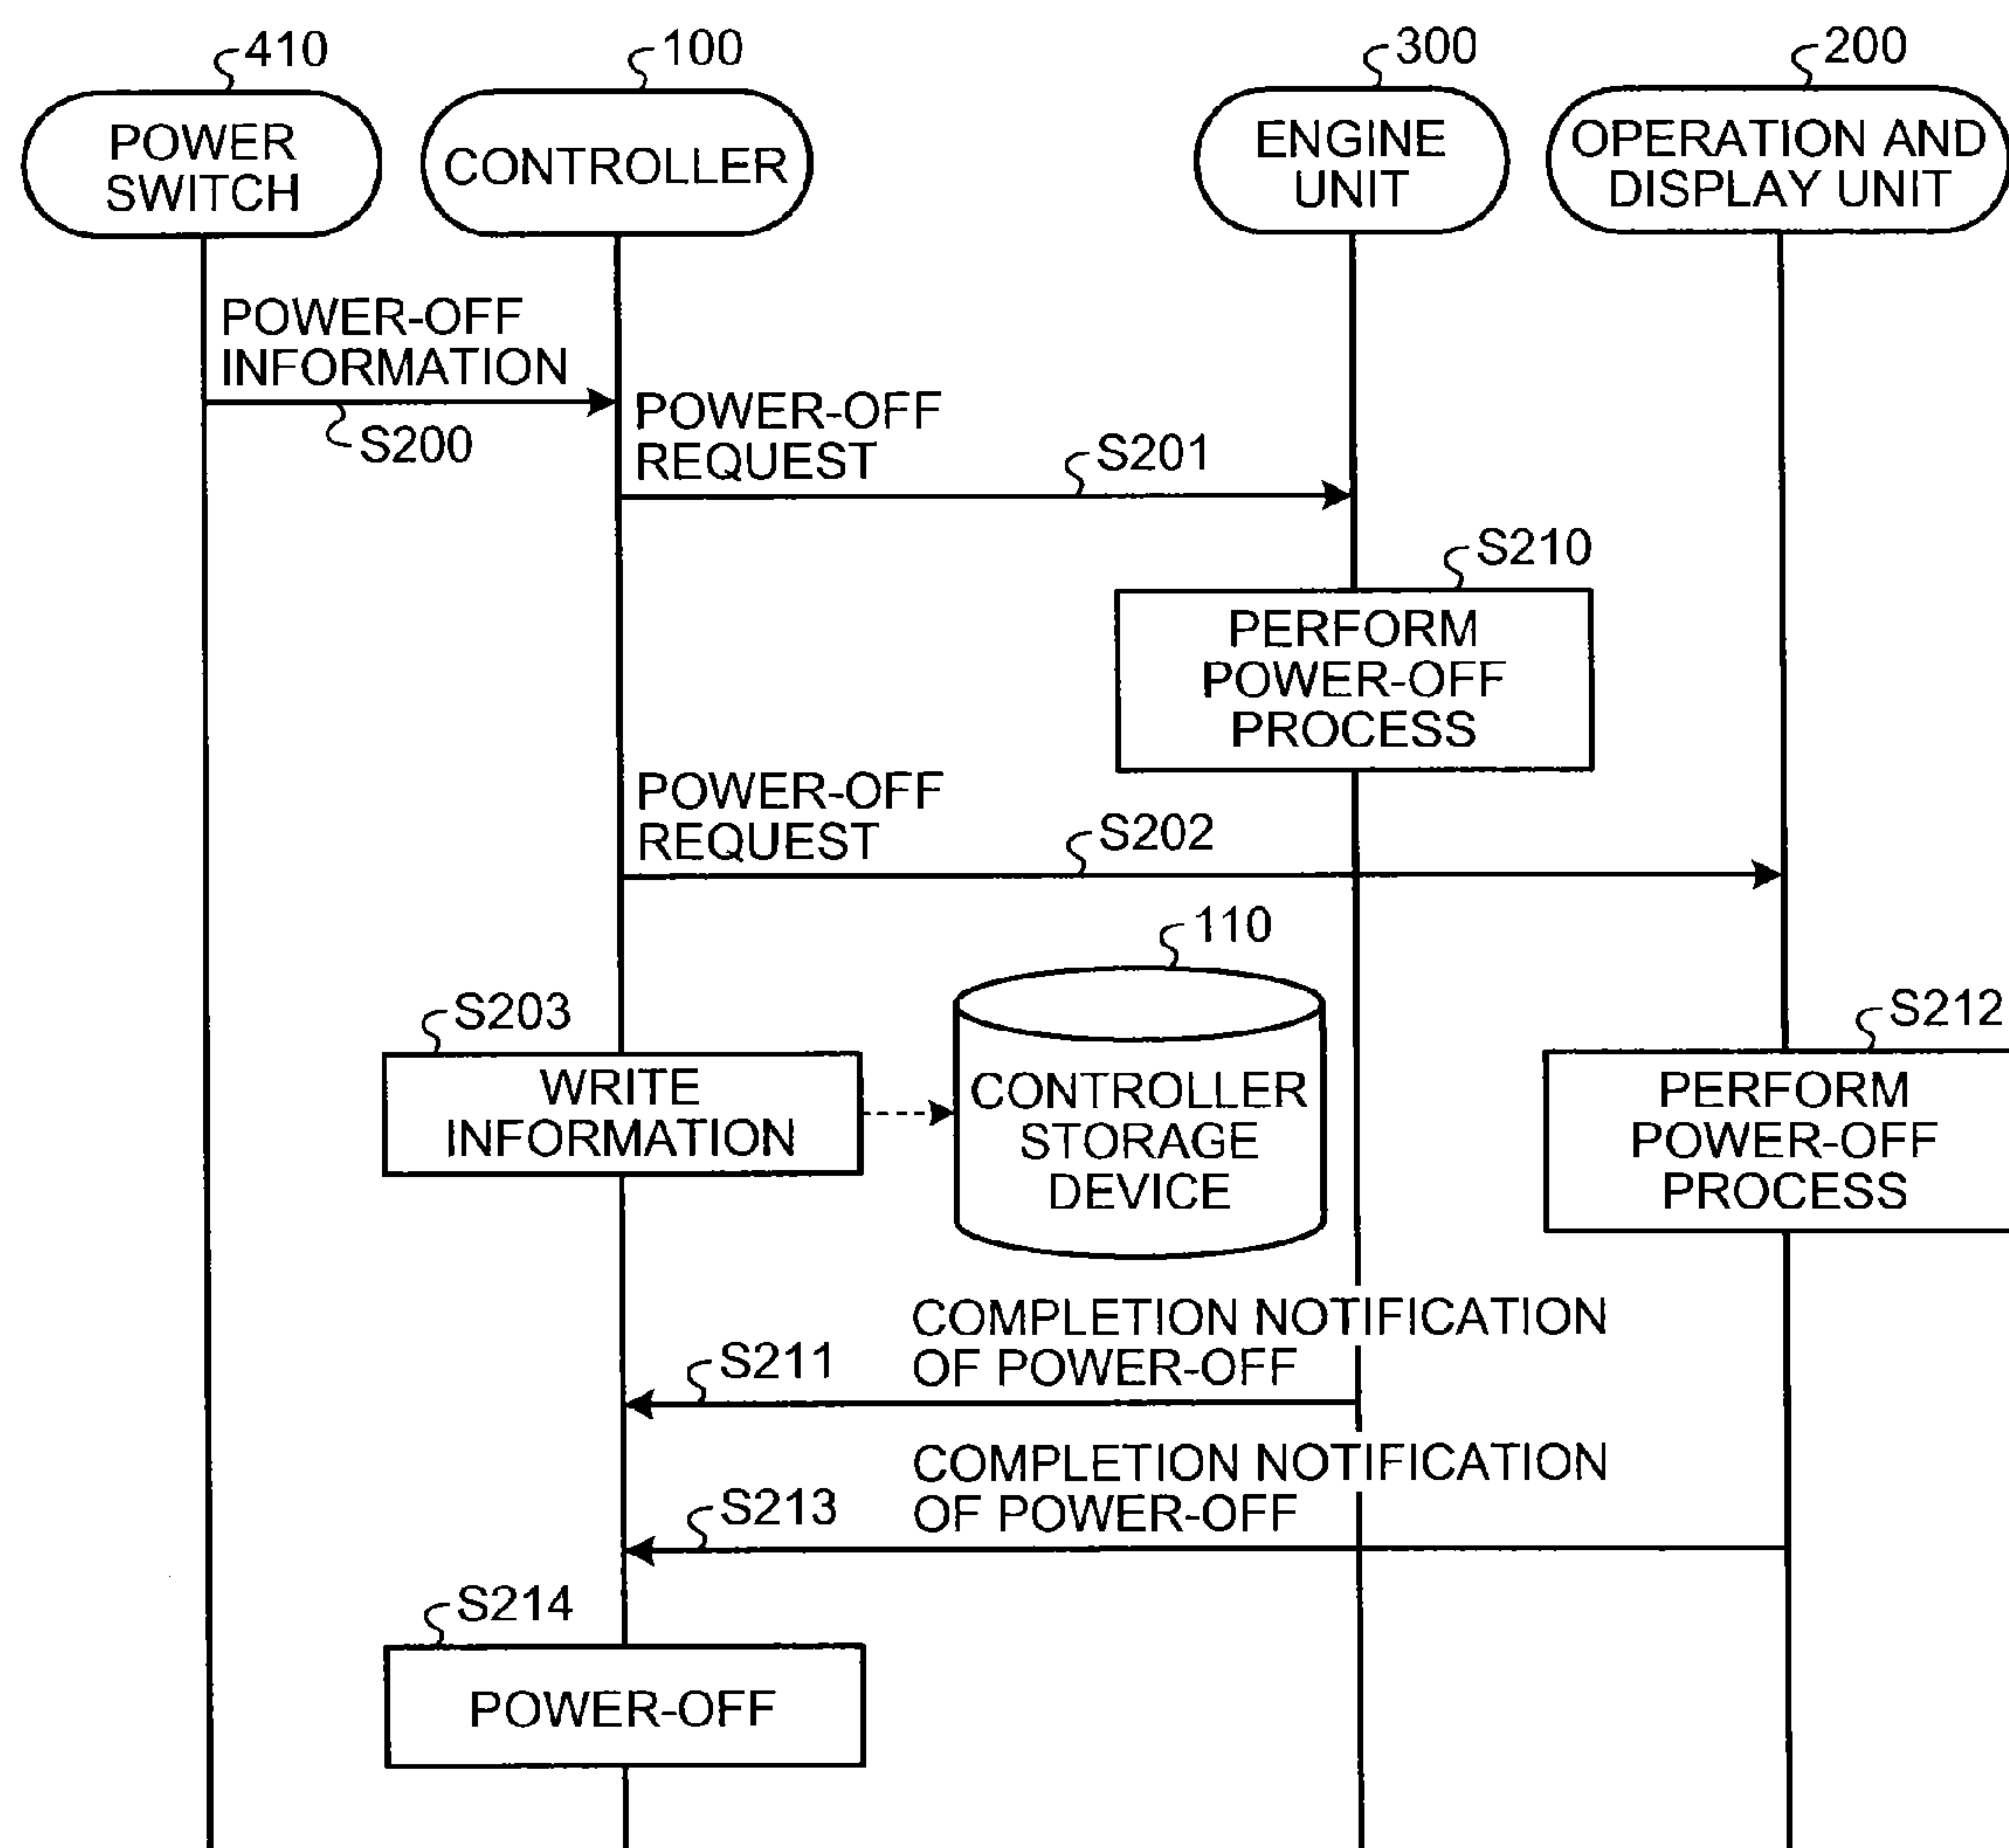 410
100
300
200
POWER
SWITCH
CONTROLLER
ENGINE
UNIT
OPERATION AND
DISPLAY UNIT
POWER-OFF
INFORMATION
S200
POWER-OFF
REQUEST
S201
S210
PERFORM
POWER-OFF
PROCESS
POWER-OFF
REQUEST
S202
110
S203
WRITE
INFORMATION
CONTROLLER
STORAGE
DEVICE
S212
PERFORM
POWER-OFF
PROCESS
COMPLETION NOTIFICATION
OF POWER-OFF
S211
COMPLETION NOTIFICATION
OF POWER-OFF
S213
S214
POWER-OFF